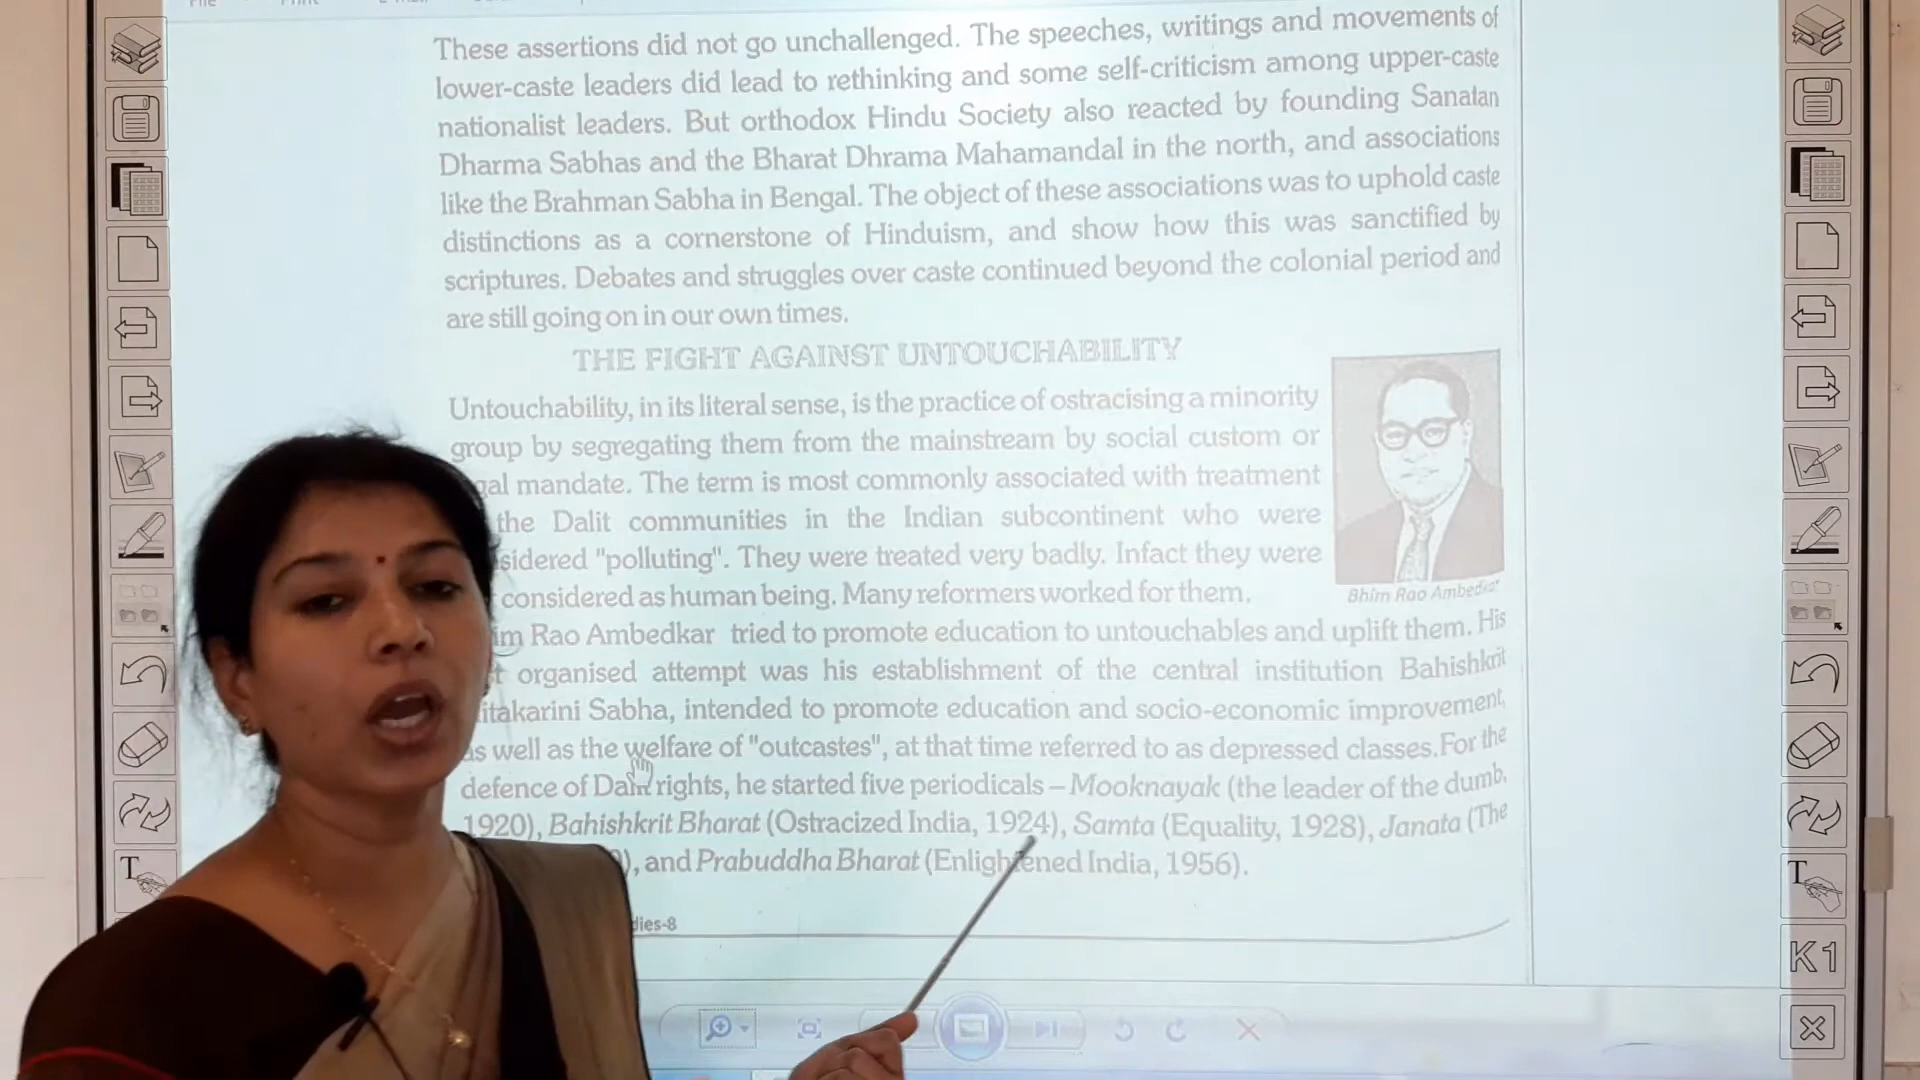 These assertions did not go unchallenged. The speeches, writings and movements of
lower-caste leaders did lead to rethinking and some self-criticism among upper-caste
nationalist leaders. But orthodox Hindu Society also reacted by founding Sanatan
Dharma Sabhas and the Bharat Dhrama Mahamandal in the north, and associations
like the Brahman Sabha in Bengal. The object of these associations was to uphold caste
distinctions as a cornerstone of Hinduism, and show how this was sanctified by
scriptures. Debates and struggles over caste continued beyond the colonial period and
are still going on in our own times.
THE FIGHT AGAINST UNTOUCHABILITY
Untouchability, in its literal sense, is the practice of ostracising a minority
group by segregating them from the mainstream by social custom or
gal mandate. The term is most commonly associated with treatment
the Dalit communities in the Indian subcontinent who were
sidered "polluting". They were treated very badly. Infact they were
considered as human being. Many reformers worked for them.
Bhim Rao Ambedkar
im Rao Ambedkar tried to promote education to untouchables and uplift them. His
t organised attempt was his establishment of the central institution Bahishkrit
itakarini Sabha, intended to promote education and socio-economic improvement,
as well as the welfare of "outcastes", at that time referred to as depressed classes. For the
defence of Dalit rights, he started five periodicals – Mooknayak (the leader of the dumb,
1920), Bahishkrit Bharat (Ostracized India, 1924), Samta (Equality, 1928), Janata (The
), and Prabuddha Bharat (Enlightened India, 1956).
dies-8
T
T
K1